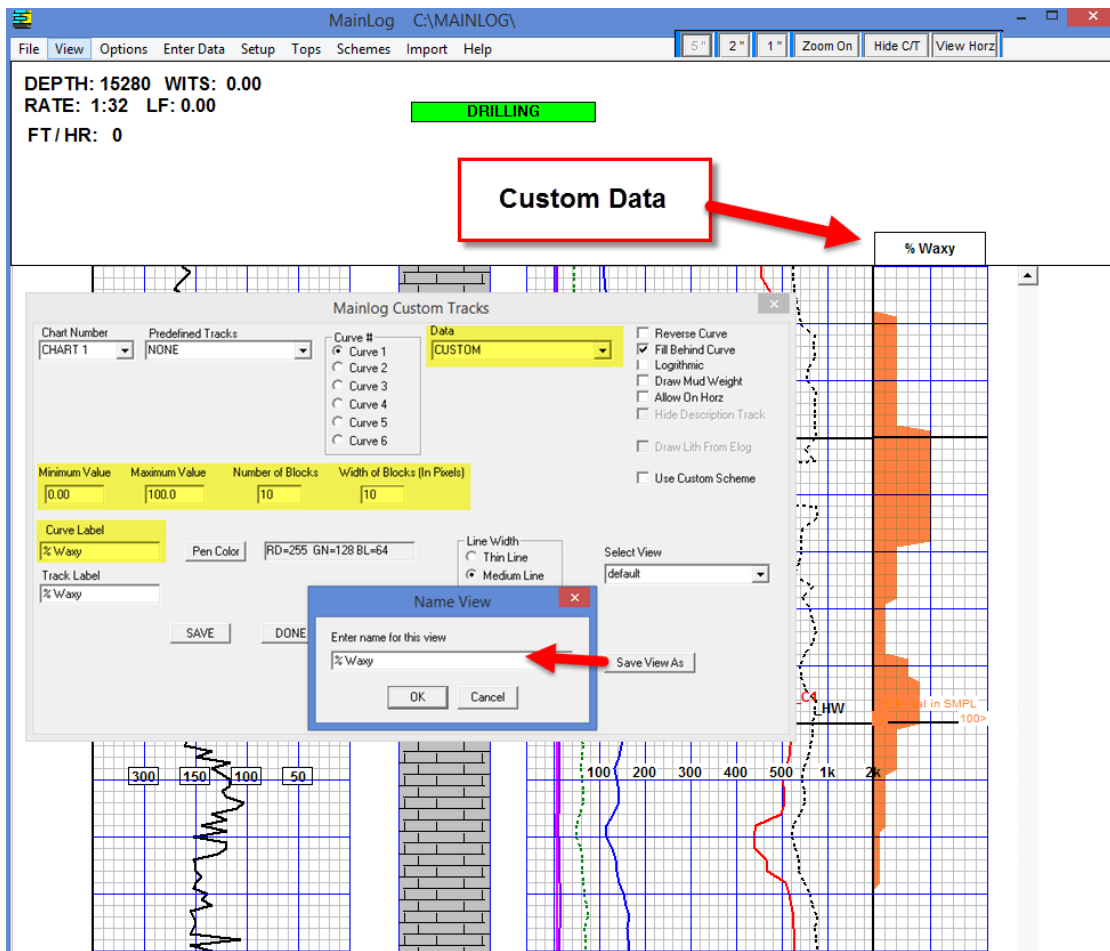 MainLog C:\MAINLOG\
File View Options Enter Data Setup Tops Schemes Import Help
5" 2" 1" Zoom On Hide C/T View Horz
DEPTH: 15280 WITS: 0.00
RATE: 1:32 LF: 0.00
FT / HR: 0
DRILLING
Custom Data
% Waxy
Mainlog Custom Tracks
Chart Number
CHART 1
Predefined Tracks
NONE
Curve #
Curve 1
Curve 2
Curve 3
Curve 4
Curve 5
Curve 6
Data
CUSTOM
Reverse Curve
Fill Behind Curve
Logrithmic
Draw Mud Weight
Allow On Horz
Hide Description Track
Draw Lith From Elog
Use Custom Scheme
Minimum Value Maximum Value Number of Blocks Width of Blocks (In Pixels)
0.00 100.0 10 10
Curve Label
% Waxy
Pen Color
RD=255 GN=128 BL=64
Track Label
% Waxy
Line Width
Thin Line
Medium Line
Select View
default
SAVE DONE
Name View
Enter name for this view
% Waxy
OK Cancel
Save View As
C1
HW
in SMPL
100>
300 150 100 50
100 200 300 400 500 1k 2k